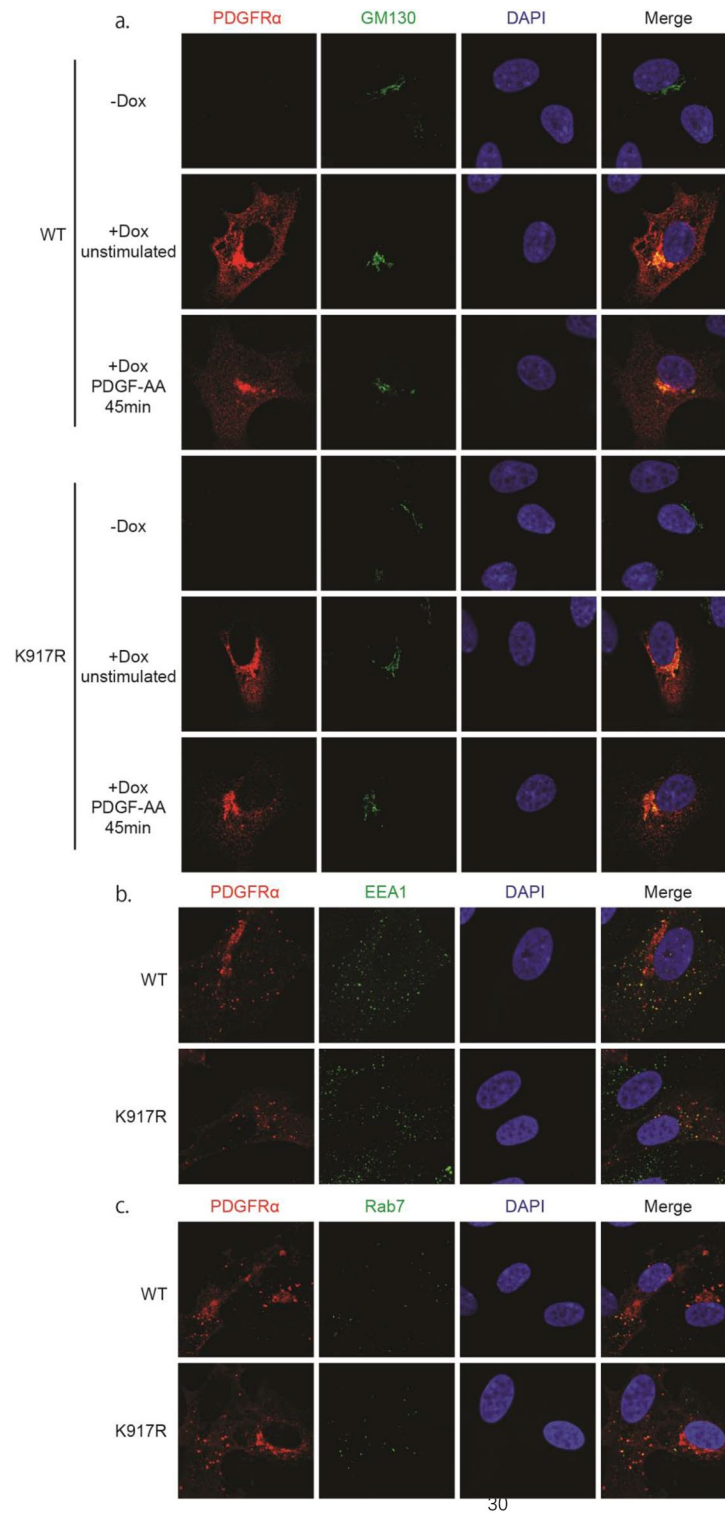 a.
PDGFRα GM130 DAPI Merge
WT
-Dox
+Dox
unstimulated
+Dox
PDGF-AA
45min
K917R
-Dox
+Dox
unstimulated
+Dox
PDGF-AA
45min
b.
PDGFRα EEA1 DAPI Merge
WT
K917R
c.
PDGFRα Rab7 DAPI Merge
WT
K917R
30